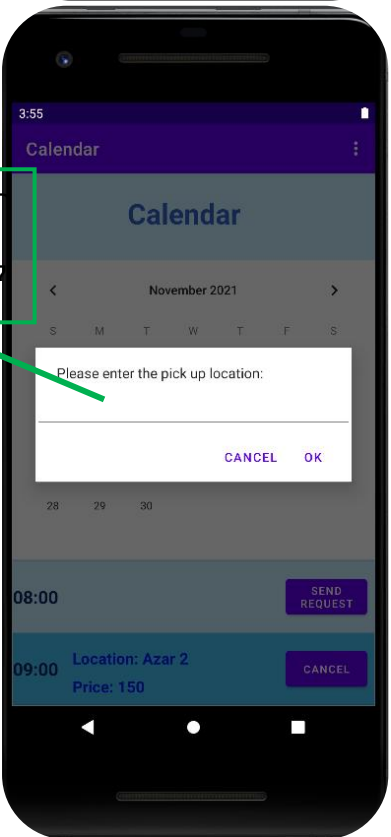 3:55
Calendar
Calendar
November 2021
S M T W T F S
Please enter the pick up location:
CANCEL OK
28 29 30
08:00
SEND
REQUEST
09:00
Location: Azar 2
Price: 150
CANCEL